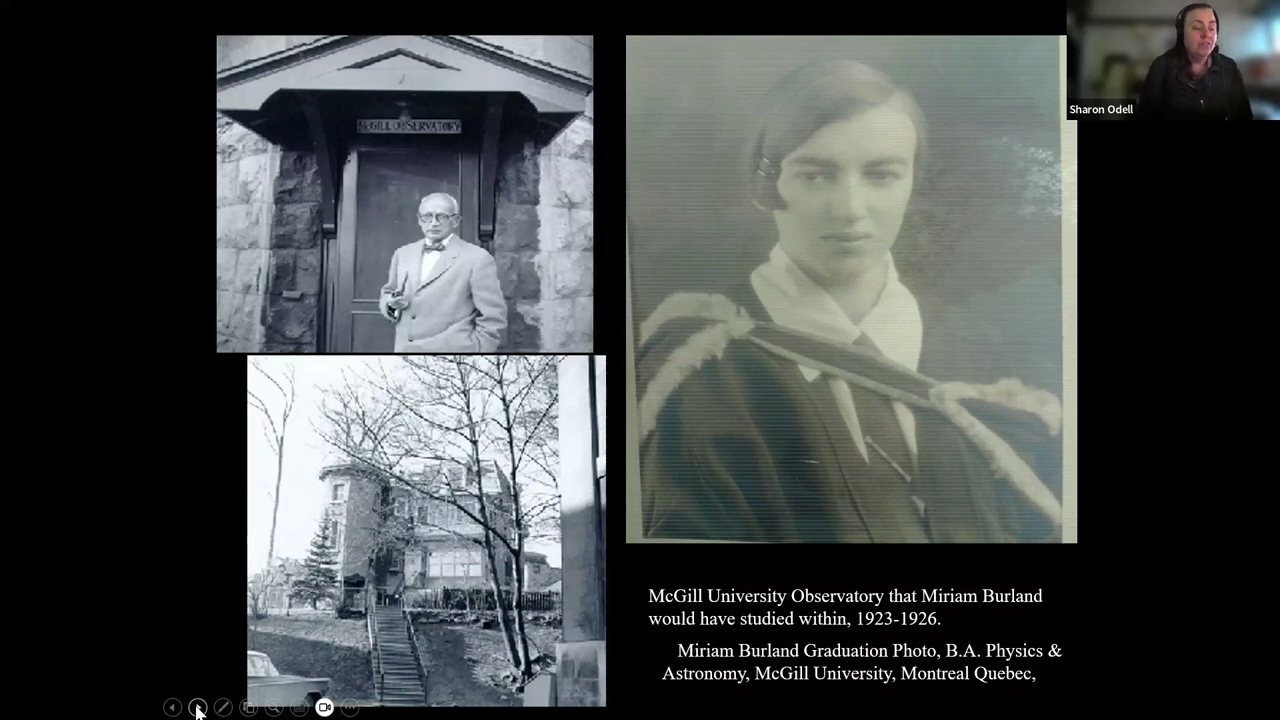 McGILL OBSERVATORY
Sharon Odell
McGill University Observatory that Miriam Burland
would have studied within, 1923-1926.
Miriam Burland Graduation Photo, B.A. Physics &
Astronomy, McGill University, Montreal Quebec,